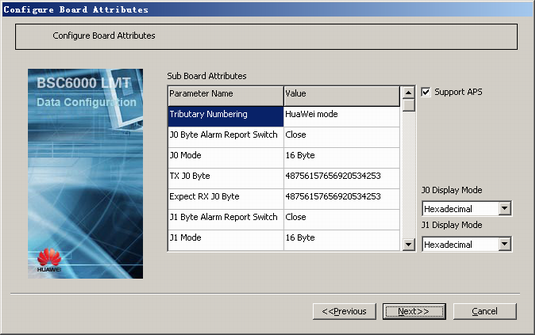 Configure Board Attributes
Configure Board Attributes
BSC6000 LMT
Data Configuration
HUAWEI
Sub Board Attributes
Parameter Name Value
Tributary Numbering HuaWei mode
J0 Byte Alarm Report Switch Close
J0 Mode 16 Byte
TX J0 Byte 48756157656920534253
Expect RX J0 Byte 48756157656920534253
J1 Byte Alarm Report Switch Close
J1 Mode 16 Byte
Support APS
J0 Display Mode
Hexadecimal
J1 Display Mode
Hexadecimal
<<Previous Next>> Cancel